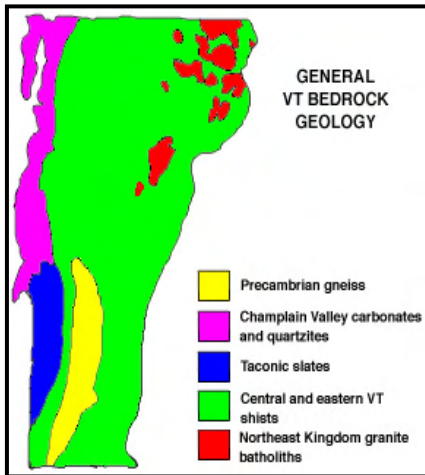 GENERAL
VT BEDROCK
GEOLOGY
Precambrian gneiss
Champlain Valley carbonates
and quartzites
Taconic slates
Central and eastern VT
shists
Northeast Kingdom granite
batholiths